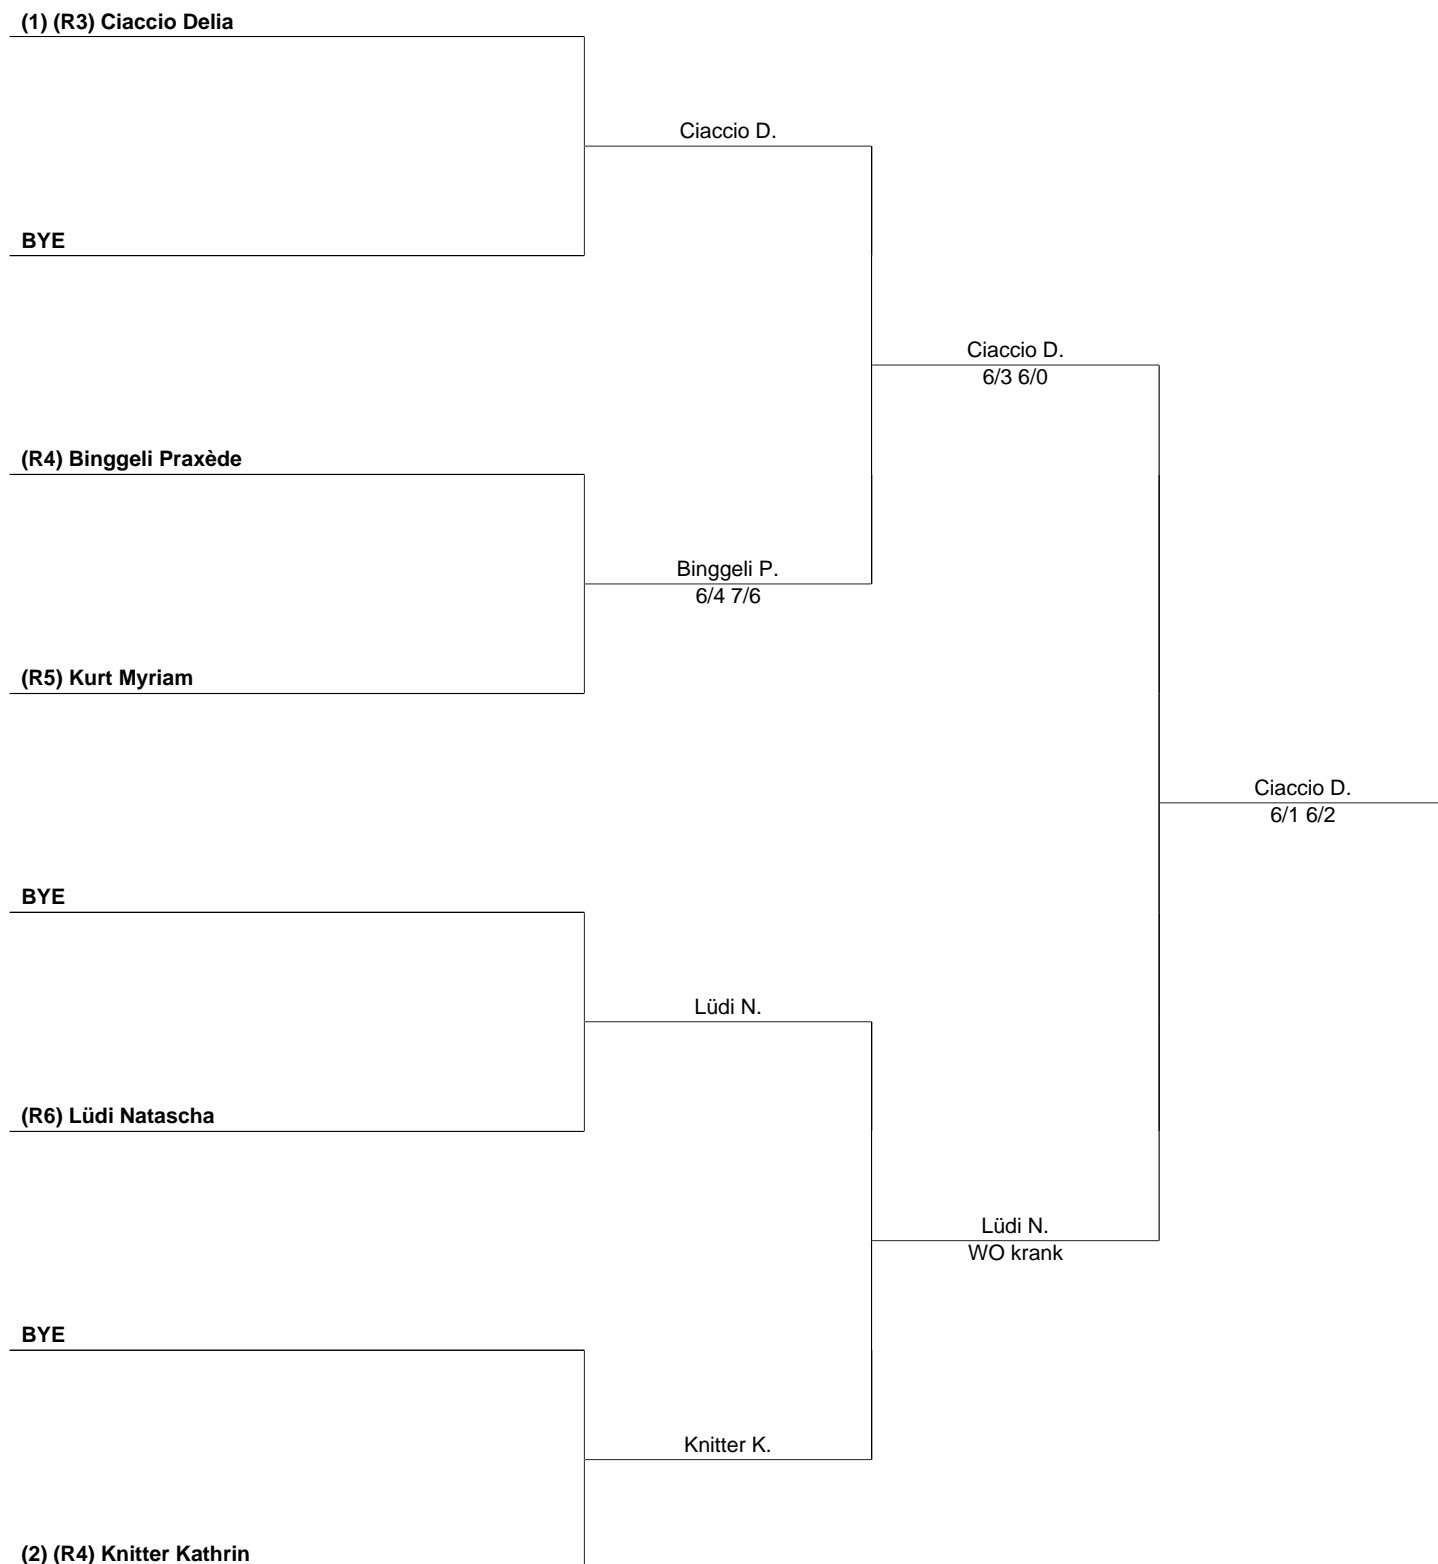 (1) (R3) Ciaccio Delia
Ciaccio D.
BYE
Ciaccio D.
6/3 6/0
(R4) Binggeli Praxède
Binggeli P.
6/4 7/6
(R5) Kurt Myriam
Ciaccio D.
6/1 6/2
BYE
Lüdi N.
(R6) Lüdi Natascha
Lüdi N.
WO krank
BYE
Knitter K.
(2) (R4) Knitter Kathrin